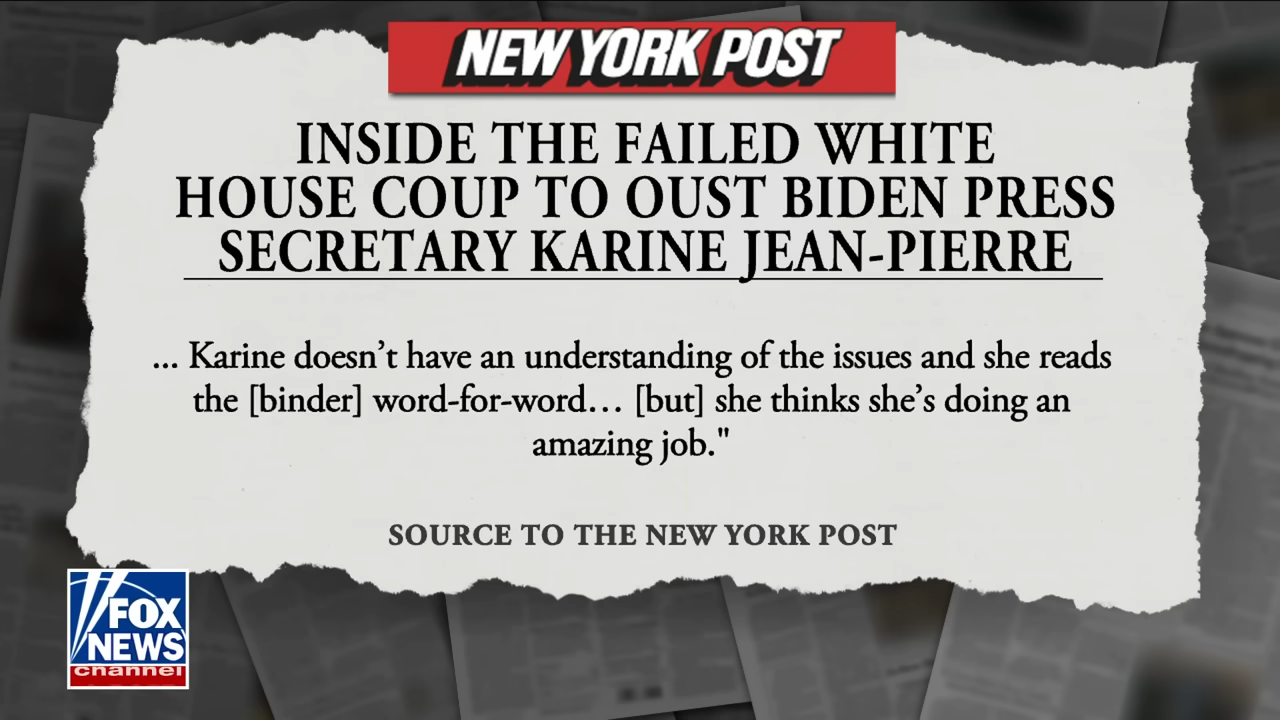 NEW YORK POST
INSIDE THE FAILED WHITE
HOUSE COUP TO OUST BIDEN PRESS
SECRETARY KARINE JEAN-PIERRE
... Karine doesn’t have an understanding of the issues and she reads
the [binder] word-for-word… [but] she thinks she’s doing an
amazing job."
SOURCE TO THE NEW YORK POST
FOX
NEWS
channel